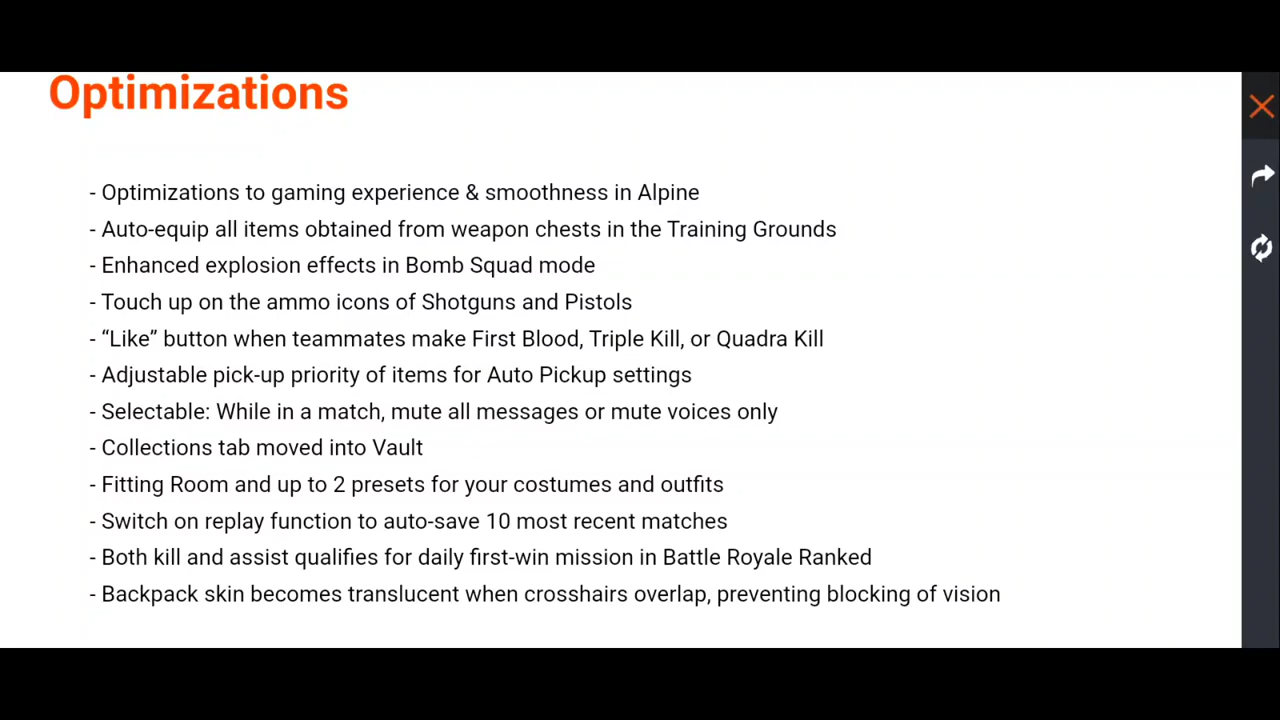 Optimizations
- Optimizations to gaming experience & smoothness in Alpine
- Auto-equip all items obtained from weapon chests in the Training Grounds
- Enhanced explosion effects in Bomb Squad mode
- Touch up on the ammo icons of Shotguns and Pistols
- “Like” button when teammates make First Blood, Triple Kill, or Quadra Kill
- Adjustable pick-up priority of items for Auto Pickup settings
- Selectable: While in a match, mute all messages or mute voices only
- Collections tab moved into Vault
- Fitting Room and up to 2 presets for your costumes and outfits
- Switch on replay function to auto-save 10 most recent matches
- Both kill and assist qualifies for daily first-win mission in Battle Royale Ranked
- Backpack skin becomes translucent when crosshairs overlap, preventing blocking of vision